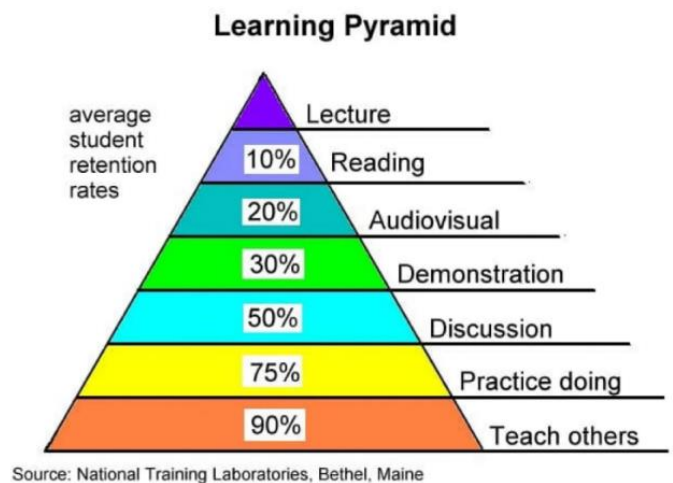 Learning Pyramid
average
student
retention
rates
Lecture
10%
Reading
20%
Audiovisual
30%
Demonstration
50%
Discussion
75%
Practice doing
90%
Teach others
Source: National Training Laboratories, Bethel, Maine